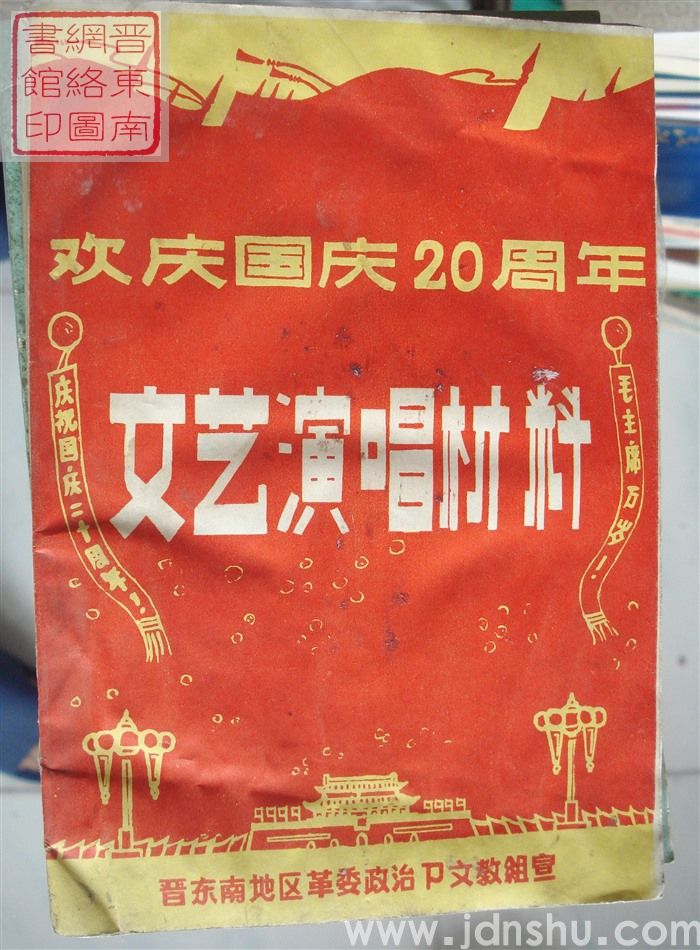 晋東南
網絡圖
書館印
欢庆国庆20周年
庆祝国庆二十周年!
毛主席万岁!
文艺演唱材料
晋东南地区革委政治卩文教組宣
www.jdnshu.com